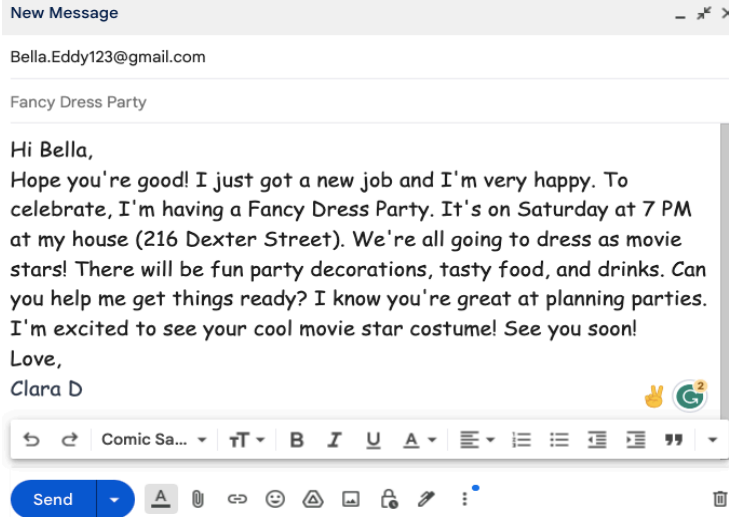 New Message
Bella.Eddy123@gmail.com
Fancy Dress Party
Hi Bella,
Hope you're good! I just got a new job and I'm very happy. To
celebrate, I'm having a Fancy Dress Party. It's on Saturday at 7 PM
at my house (216 Dexter Street). We're all going to dress as movie
stars! There will be fun party decorations, tasty food, and drinks. Can
you help me get things ready? I know you're great at planning parties.
I'm excited to see your cool movie star costume! See you soon!
Love,
Clara D
2
Comic Sa... B I U A
Send A